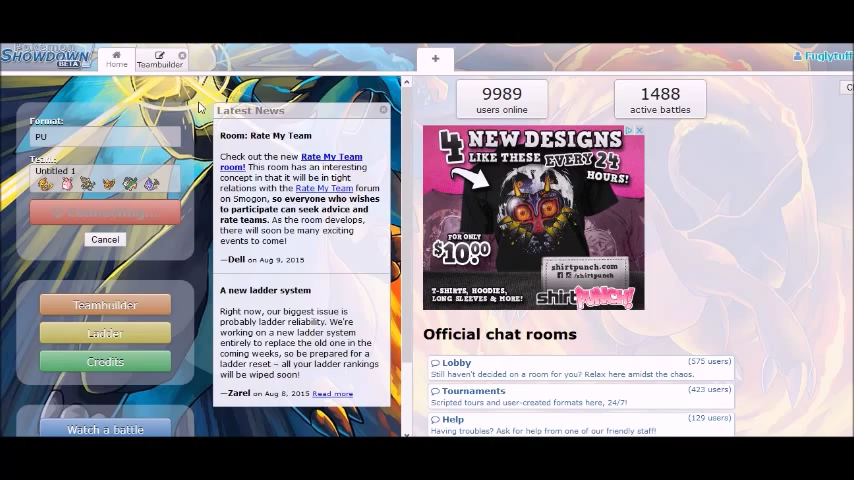 Pokémon
SHOWDOWN
BETA
Home
Teambuilder
+
Fuglytuff
Format:
PU
Team:
Untitled 1
Connecting...
Cancel
Teambuilder
Ladder
Credits
Watch a battle
Latest News
Room: Rate My Team
Check out the new Rate My Team
room! This room has an interesting
concept in that it will be in tight
relations with the Rate My Team forum
on Smogon, so everyone who wishes
to participate can seek advice and
rate teams. As the room develops,
there will soon be many exciting
events to come!
—Dell on Aug 9, 2015
A new ladder system
Right now, our biggest issue is
probably ladder reliability. We're
working on a new ladder system
entirely to replace the old one in the
coming weeks, so be prepared for a
ladder reset – all your ladder rankings
will be wiped soon!
—Zarel on Aug 8, 2015 Read more
9989
users online
1488
active battles
4 NEW DESIGNS
LIKE THESE EVERY 24
HOURS!
FOR ONLY
$10.00
shirtpunch.com
/shirtpunch
T-SHIRTS, HOODIES,
LONG SLEEVES & MORE!
shirtPUNCH!
Official chat rooms
Lobby (575 users)
Still haven't decided on a room for you? Relax here amidst the chaos.
Tournaments (423 users)
Scripted tours and user-created formats here, 24/7!
Help (129 users)
Having troubles? Ask for help from one of our friendly staff!